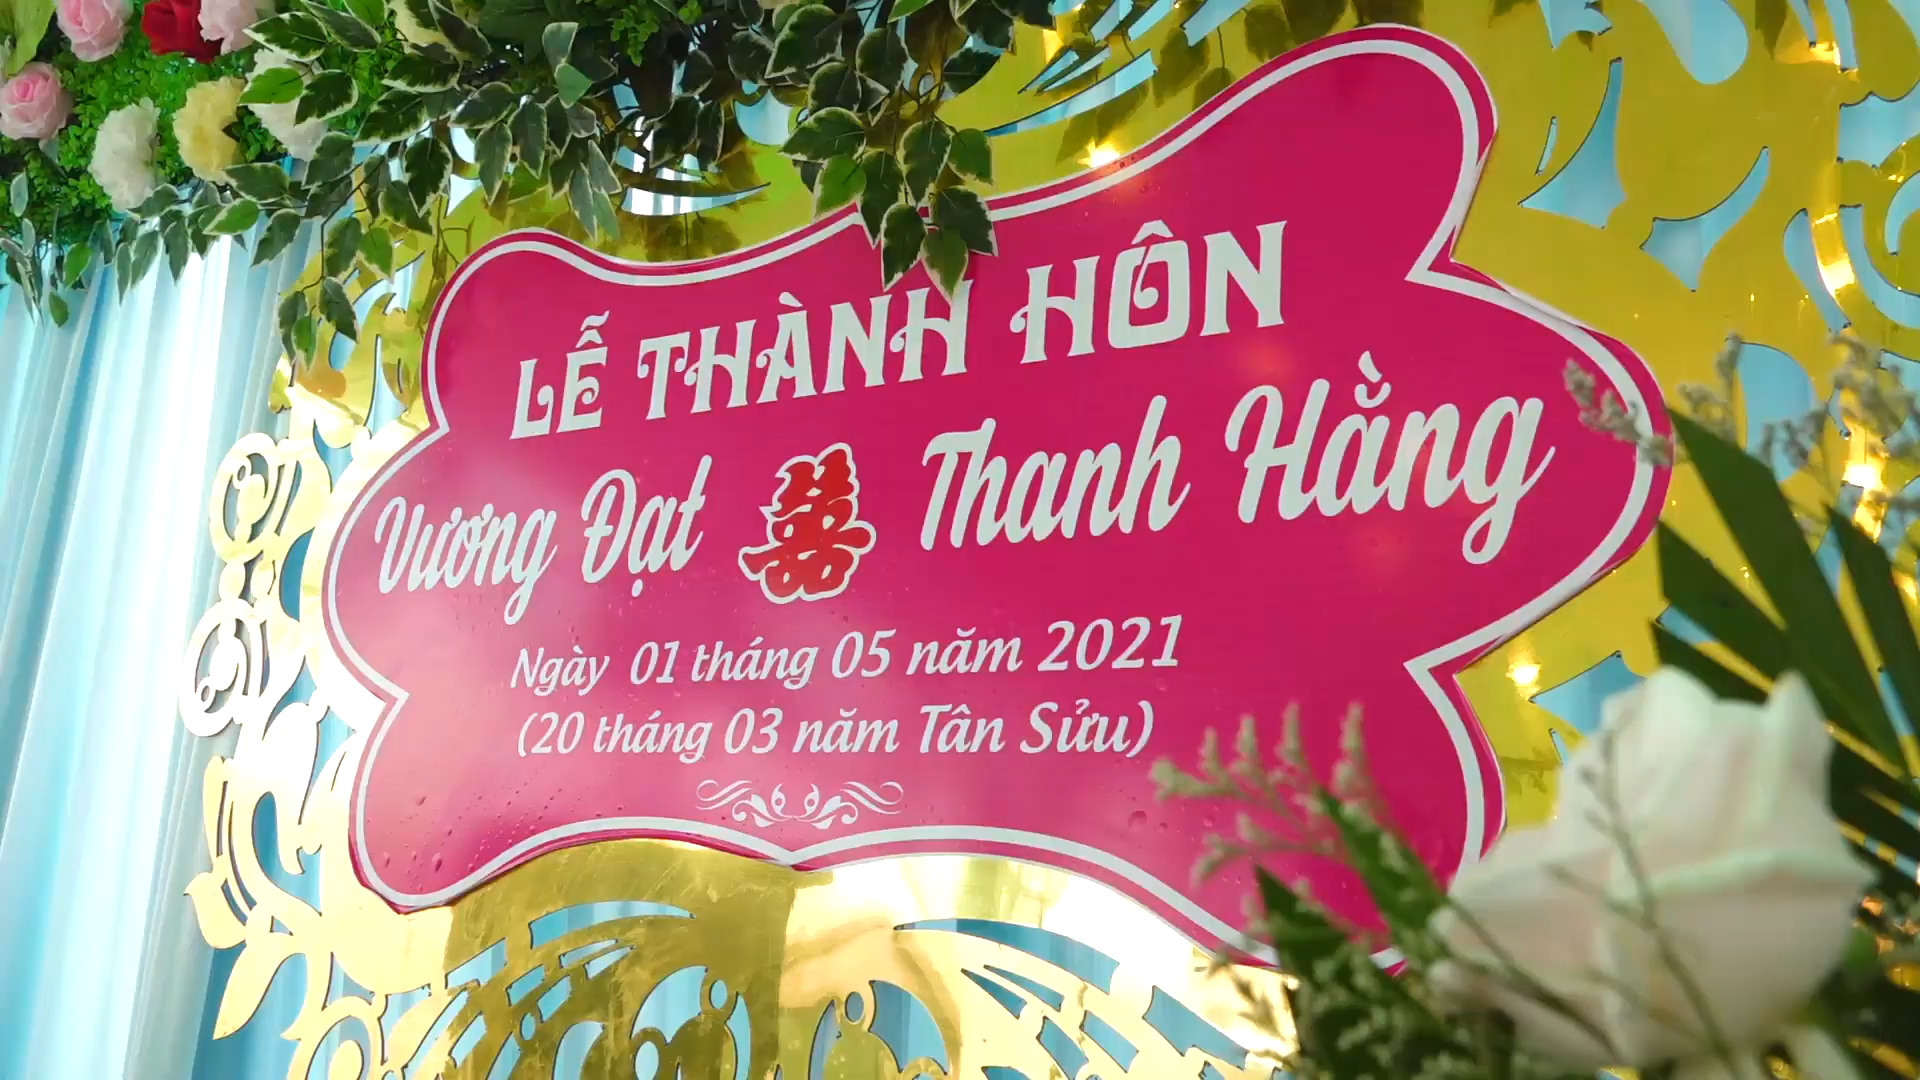 LỄ THÀNH HÔN
Vương Đạt 囍 Thanh Hằng
Ngày 01 tháng 05 năm 2021
(20 tháng 03 năm Tân Sửu)